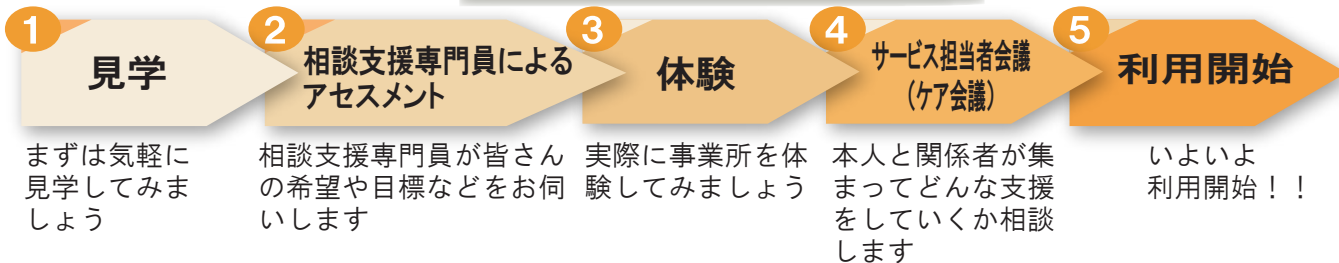 1
見学
まずは気軽に
見学してみま
しょう
2
相談支援専門員による
アセスメント
相談支援専門員が皆さん
の希望や目標などをお伺
いします
3
体験
実際に事業所を体
験してみましょう
4
サービス担当者会議
（ケア会議）
本人と関係者が集
まってどんな支援
をしていくか相談
します
5
利用開始
いよいよ
利用開始！！